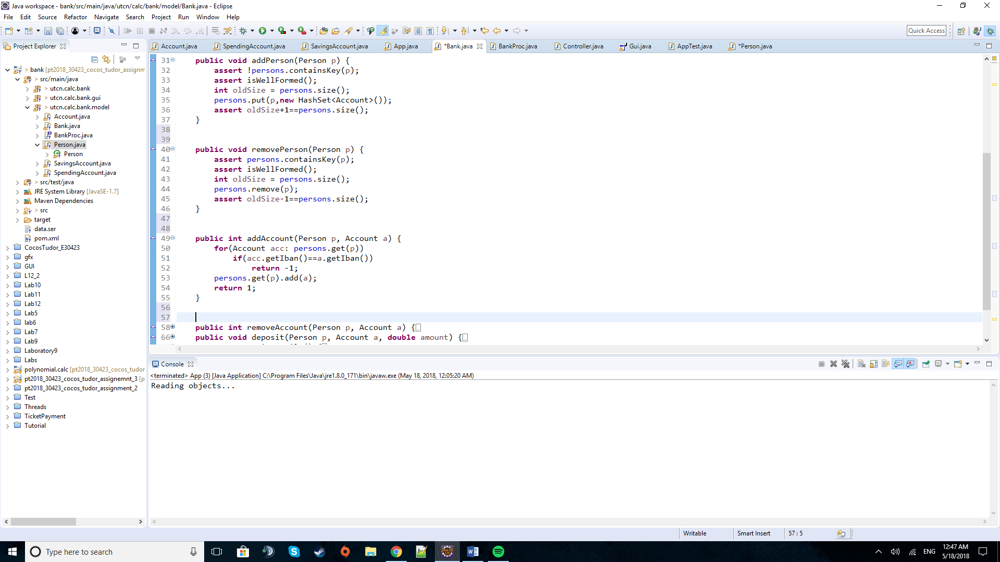 Java workspace - bank/src/main/java/utcn/calc/bank/model/Bank.java - Eclipse
File Edit Source Refactor Navigate Search Project Run Window Help
Quick Access
Project Explorer
Account.java SpendingAccount.java SavingsAccount.java App.java *Bank.java BankProc.java Controller.java Gui.java AppTest.java *Person.java
> bank [pt2018_30423_cocos_tudor_assignm
> src/main/java
> utcn.calc.bank
> utcn.calc.bank.gui
> utcn.calc.bank.model
Account.java
Bank.java
BankProc.java
Person.java
Person
SavingsAccount.java
SpendingAccount.java
> src/test/java
JRE System Library [JavaSE-1.7]
Maven Dependencies
> src
target
data.ser
pom.xml
CocosTudor_E30423
gfx
GUI
L12_2
Lab10
Lab11
Lab12
Lab5
lab6
Lab7
Lab9
Laboratory9
Labs
polynomial.calc [pt2018_30423_cocos_tudor
pt2018_30423_cocos_tudor_assignemnt_3 [p
pt2018_30423_cocos_tudor_assignment_2
Test
Threads
TicketPayment
Tutorial
31 public void addPerson(Person p) {
32 assert !persons.containsKey(p);
33 assert isWellFormed();
34 int oldSize = persons.size();
35 persons.put(p,new HashSet<Account>());
36 assert oldSize+1==persons.size();
37 }
38
39
40 public void removePerson(Person p) {
41 assert persons.containsKey(p);
42 assert isWellFormed();
43 int oldSize = persons.size();
44 persons.remove(p);
45 assert oldSize-1==persons.size();
46 }
47
48
49 public int addAccount(Person p, Account a) {
50 for(Account acc: persons.get(p))
51 if(acc.getIban()==a.getIban())
52 return -1;
53 persons.get(p).add(a);
54 return 1;
55 }
56
57
58 public int removeAccount(Person p, Account a) {
66 public void deposit(Person p, Account a, double amount) {
Console
<terminated> App (3) [Java Application] C:\Program Files\Java\jre1.8.0_171\bin\javaw.exe (May 18, 2018, 12:05:20 AM)
Reading objects...
Writable Smart Insert 57 : 5
Type here to search
ENG
12:47 AM
5/18/2018